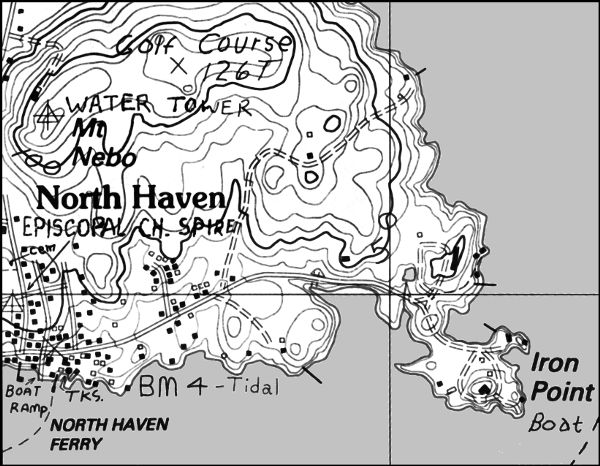 Golf Course
1267
WATER TOWER
Mt
Nebo
North Haven
EPISCOPAL CH. SPIRE
Cem
BOAT
RAMP
TKS.
BM 4 - Tidal
NORTH HAVEN
FERRY
Iron
Point
Boat